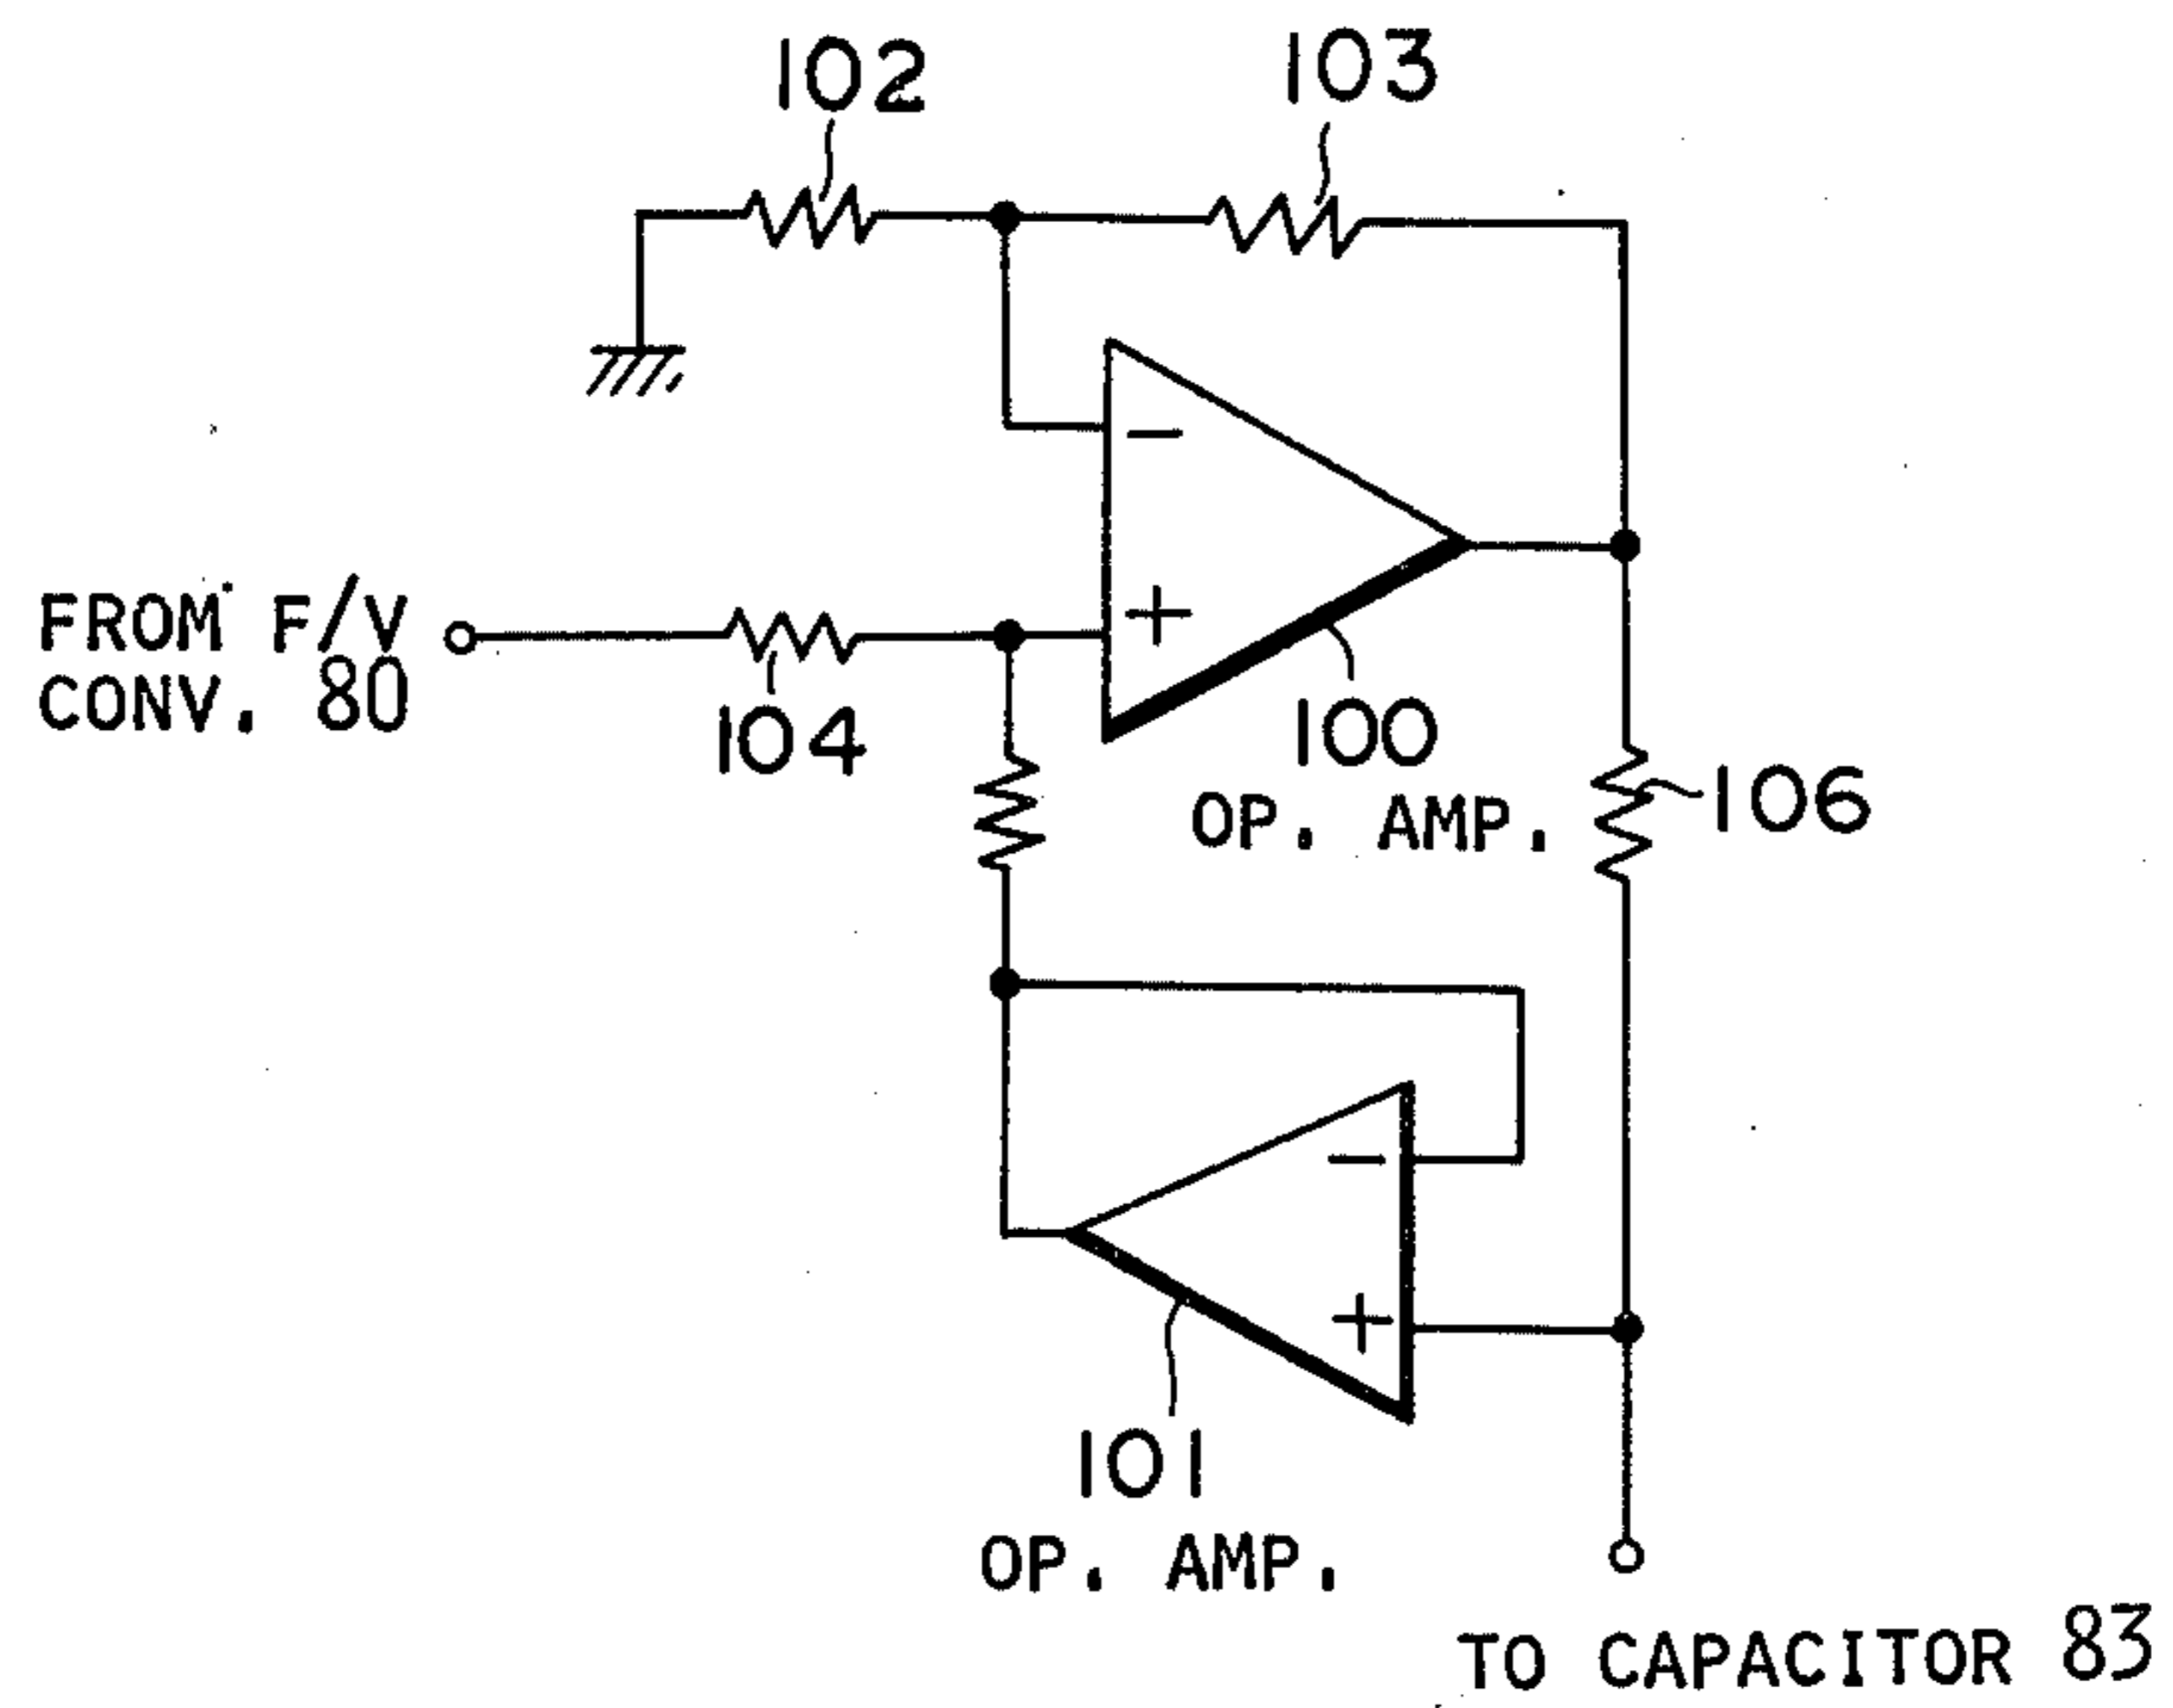 102
103
−
FROM F/V
CONV. 80
+
104
100
OP. AMP.
106
−
+
101
OP. AMP.
TO CAPACITOR 83